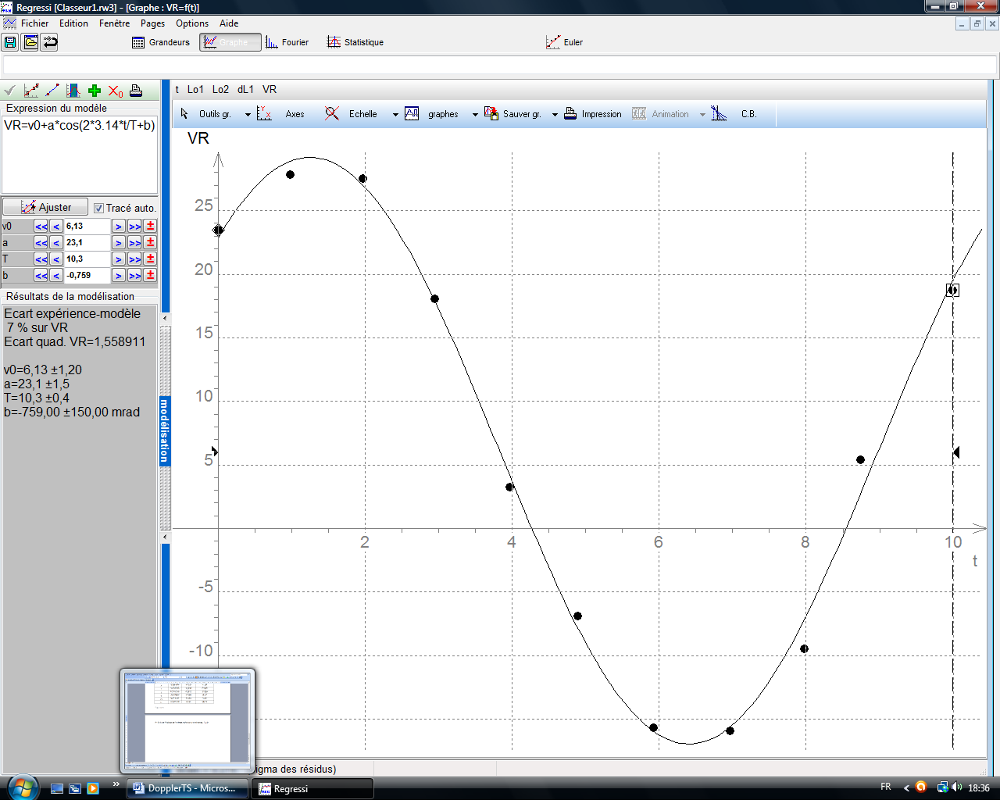 Regressi [Classeur1.rw3] - [Graphe : VR=f(t)]
Fichier Edition Fenêtre Pages Options Aide
Grandeurs Graphe Fourier Statistique Euler
t Lo1 Lo2 dL1 VR
Outils gr. Axes Echelle graphes Sauver gr. Impression Animation C.B.
Expression du modèle
VR=v0+a*cos(2*3.14*t/T+b)
Ajuster Tracé auto.
v0 << < 6,13 > >> ±
a << < 23,1 > >> ±
T << < 10,3 > >> ±
b << < -0,759 > >> ±
Résultats de la modélisation
Ecart expérience-modèle
7 % sur VR
Ecart quad. VR=1,558911
v0=6,13 ±1,20
a=23,1 ±1,5
T=10,3 ±0,4
b=-759,00 ±150,00 mrad
modélisation
VR
25
20
15
10
5
-5
-10
2 4 6 8 10
t
igma des résidus)
DopplerTS - Micros...
Regressi
FR
18:36